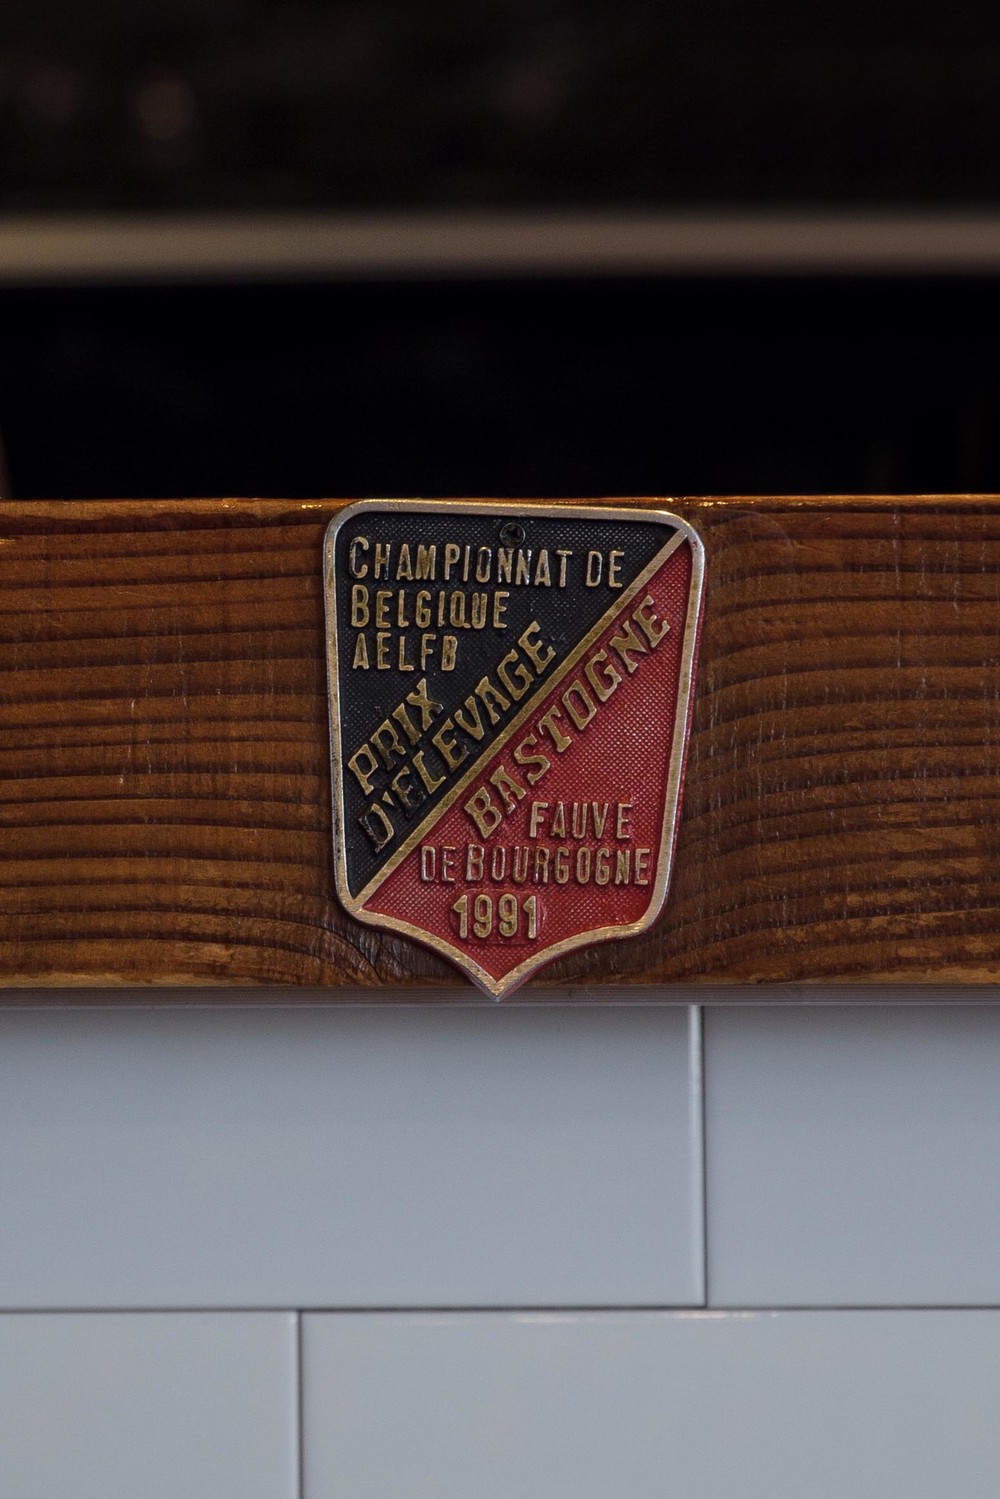 CHAMPIONNAT DE
BELGIQUE
AELFB
PRIX
D'ELEVAGE
BASTOGNE
FAUVE
DE BOURGOGNE
1991